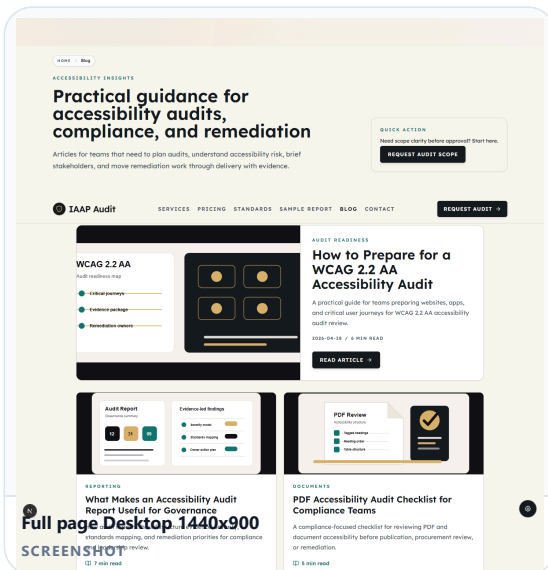 HOME | Blog
ACCESSIBILITY INSIGHTS
Practical guidance for
accessibility audits,
compliance, and remediation
Articles for teams that need to plan audits, understand accessibility risk, brief
stakeholders, and move remediation work through delivery with evidence.
QUICK ACTION
Need scope clarity before approval? Start here.
REQUEST AUDIT SCOPE
IAAP Audit
SERVICES PRICING STANDARDS SAMPLE REPORT BLOG CONTACT
REQUEST AUDIT →
WCAG 2.2 AA
Audit readiness map
Critical journeys
Evidence package
Remediation owners
AUDIT READINESS
How to Prepare for a
WCAG 2.2 AA
Accessibility Audit
A practical guide for teams preparing websites, apps,
and critical user journeys for WCAG 2.2 AA accessibility
audit review.
2026-04-18 / 6 MIN READ
READ ARTICLE →
Audit Report
Governance summary
Evidence-led findings
Severity model
Standards mapping
Owner action plan
REPORTING
What Makes an Accessibility Audit
Report Useful for Governance
standards mapping, and remediation priorities for compliance
7 min read
PDF Review
Accessibility structure
Tagged headings
Reading order
Table structure
DOCUMENTS
PDF Accessibility Audit Checklist for
Compliance Teams
A compliance-focused checklist for reviewing PDF and
document accessibility before publication, procurement review,
or remediation.
5 min read
Full page Desktop 1440x900
SCREENSHOT